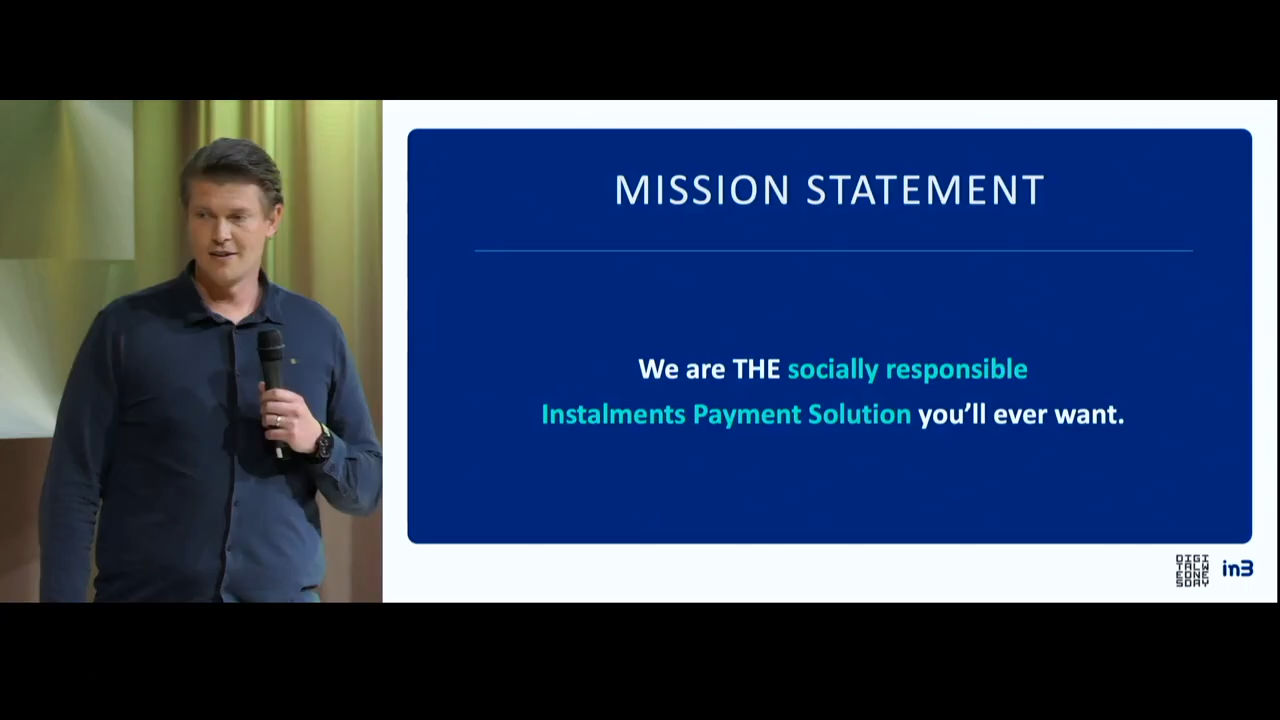 MISSION STATEMENT
We are THE socially responsible
Instalments Payment Solution you'll ever want.
DIGI
TALW
EDNE
SDAY
in3